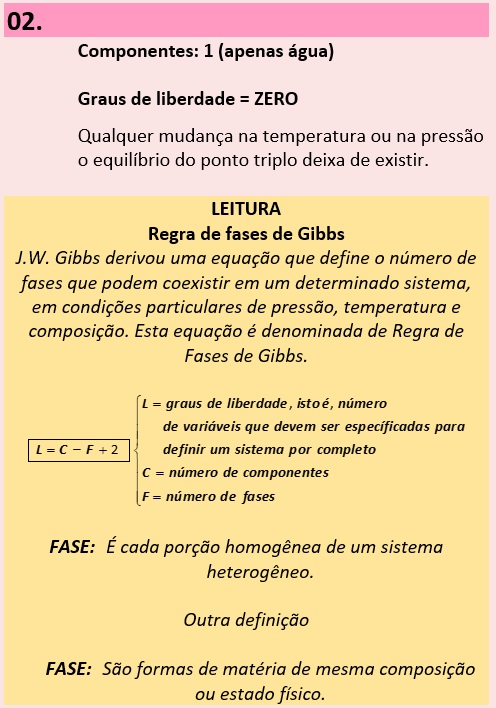 02.
Componentes: 1 (apenas água)
Graus de liberdade = ZERO
Qualquer mudança na temperatura ou na pressão
o equilíbrio do ponto triplo deixa de existir.
LEITURA
Regra de fases de Gibbs
J.W. Gibbs derivou uma equação que define o número de
fases que podem coexistir em um determinado sistema,
em condições particulares de pressão, temperatura e
composição. Esta equação é denominada de Regra de
Fases de Gibbs.
L = C − F + 2
L = graus de liberdade, isto é, número
de variáveis que devem ser específicadas para
definir um sistema por completo
C = número de componentes
F = número de fases
FASE: É cada porção homogênea de um sistema
heterogêneo.
Outra definição
FASE: São formas de matéria de mesma composição
ou estado físico.